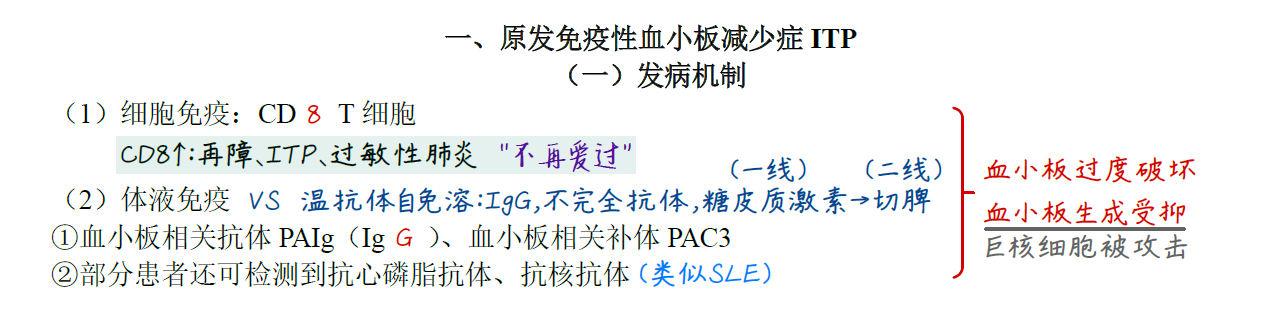 一、原发免疫性血小板减少症 ITP
（一）发病机制
（1）细胞免疫：CD 8 T 细胞
CD8↑:再障、ITP、过敏性肺炎 "不再爱过"
（一线） （二线）
（2）体液免疫 VS 温抗体自免溶:IgG,不完全抗体,糖皮质激素→切脾
①血小板相关抗体 PAIg（Ig G ）、血小板相关补体 PAC3
②部分患者还可检测到抗心磷脂抗体、抗核抗体(类似SLE)
血小板过度破坏
血小板生成受抑
巨核细胞被攻击